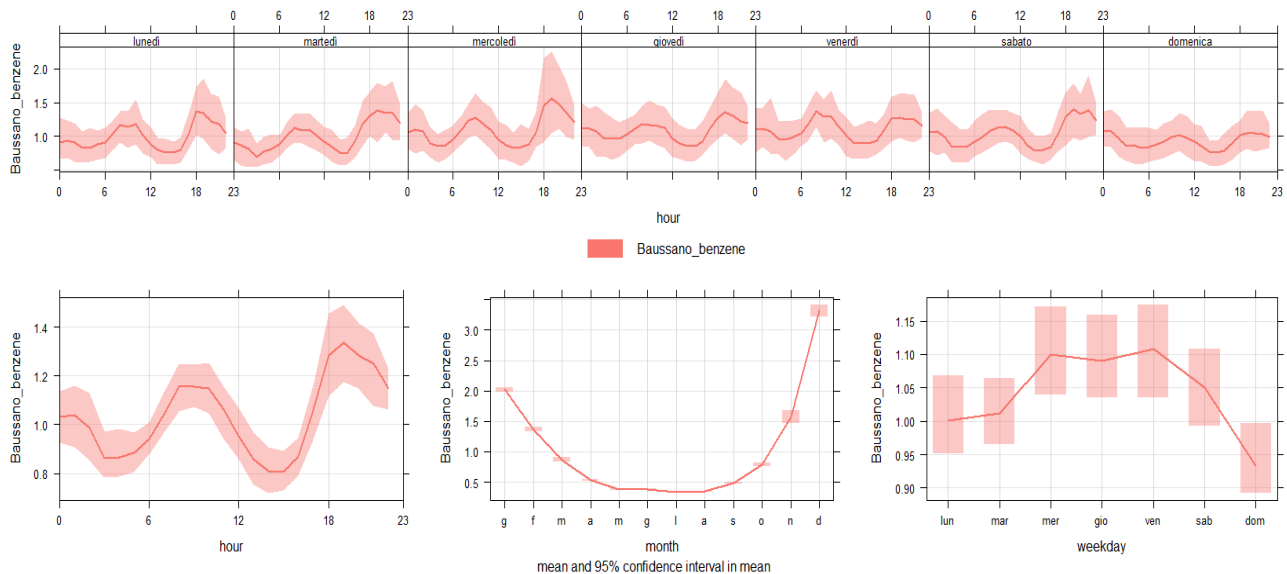 0 6 12 18 23 0 6 12 18 23 0 6 12 18 23
lunedì martedì mercoledì giovedì venerdì sabato domenica
Baussano_benzene
2.0
1.5
1.0
0 6 12 18 23 0 6 12 18 23 0 6 12 18 23 0 6 12 18 23
hour
Baussano_benzene
Baussano_benzene
1.4
1.2
1.0
0.8
0 6 12 18 23
hour
Baussano_benzene
3.0
2.5
2.0
1.5
1.0
0.5
g f m a m g l a s o n d
month
Baussano_benzene
1.15
1.10
1.05
1.00
0.95
0.90
lun mar mer gio ven sab dom
weekday
mean and 95% confidence interval in mean